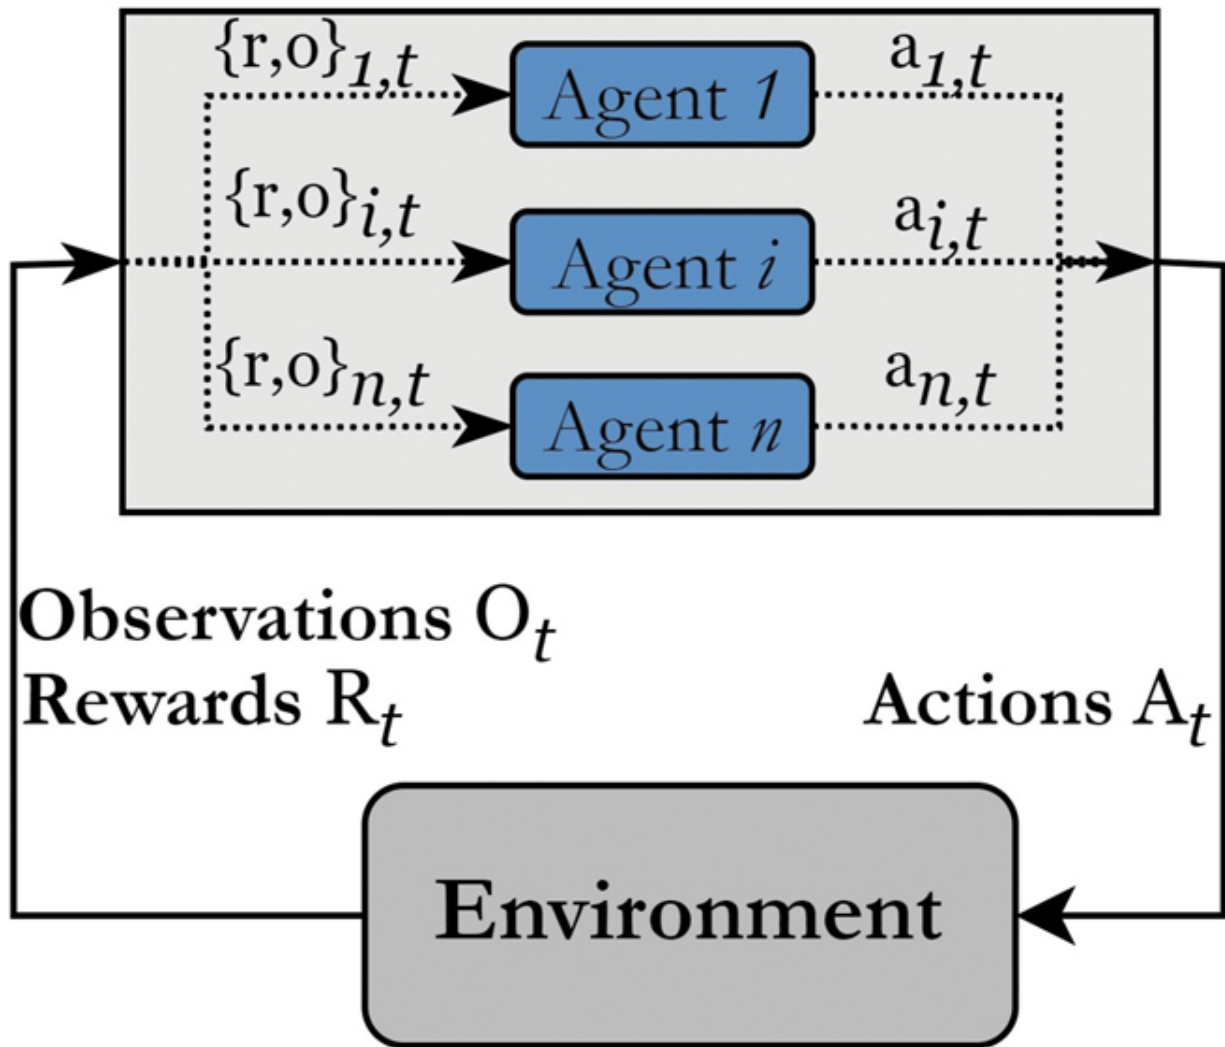 {r,o}1,t Agent 1 a1,t
{r,o}i,t Agent i ai,t
{r,o}n,t Agent n an,t
Observations Ot
Rewards Rt
Actions At
Environment